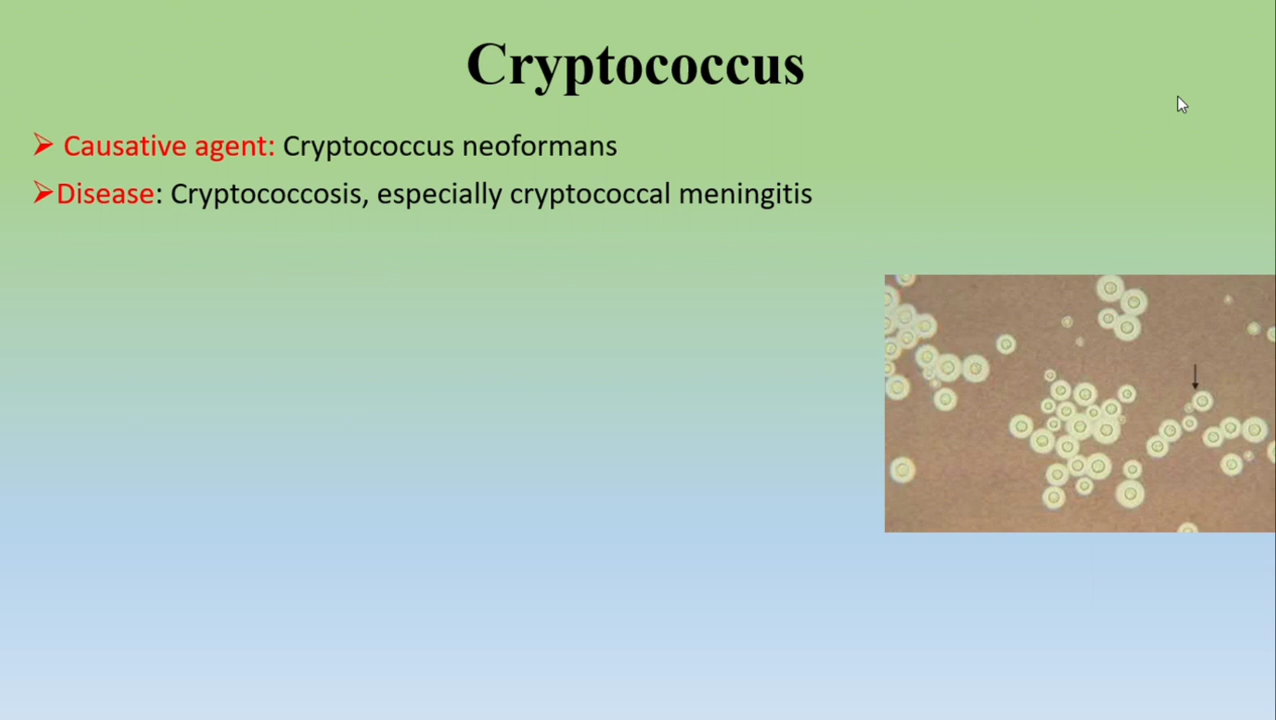 Cryptococcus
➢ Causative agent: Cryptococcus neoformans
➢Disease: Cryptococcosis, especially cryptococcal meningitis